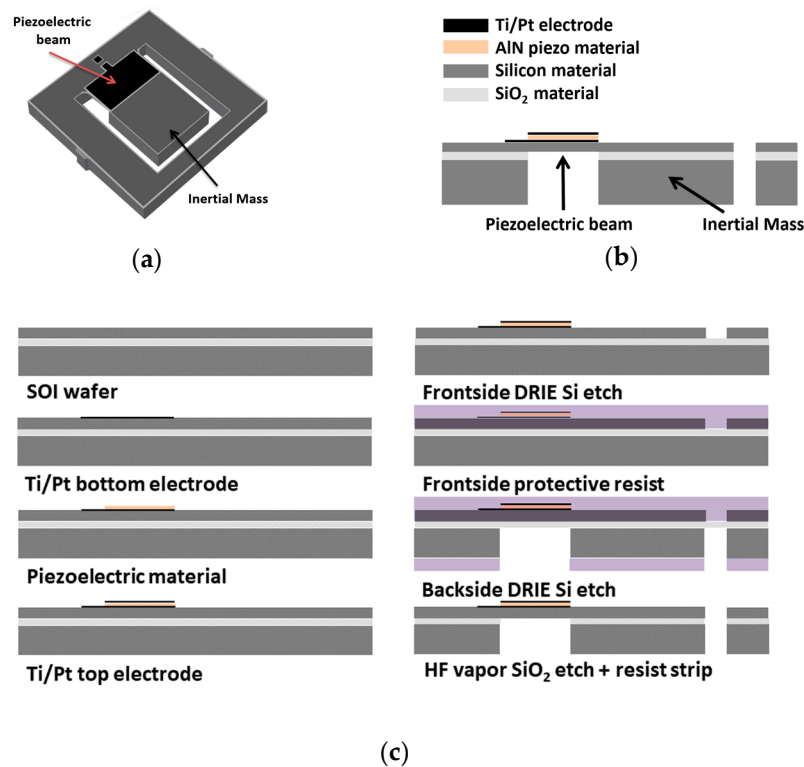 Piezoelectric
beam
Inertial Mass
(a)
Ti/Pt electrode
AlN piezo material
Silicon material
SiO₂ material
Piezoelectric beam
Inertial Mass
(b)
SOI wafer
Ti/Pt bottom electrode
Piezoelectric material
Ti/Pt top electrode
Frontside DRIE Si etch
Frontside protective resist
Backside DRIE Si etch
HF vapor SiO₂ etch + resist strip
(c)